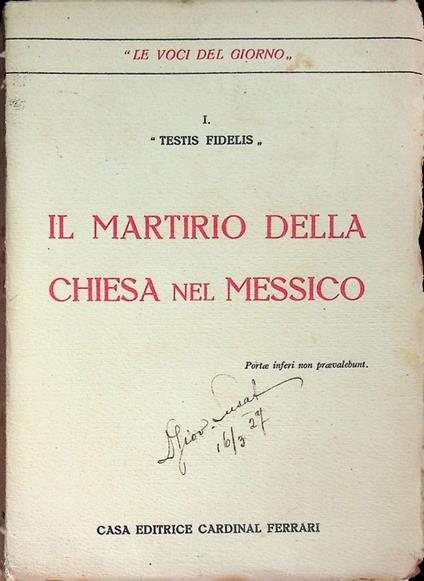 “ LE VOCI DEL GIORNO „
I.
“ TESTIS FIDELIS „
IL MARTIRIO DELLA
CHIESA NEL MESSICO
Portæ inferi non prævalebunt.
16/3 27
CASA EDITRICE CARDINAL FERRARI